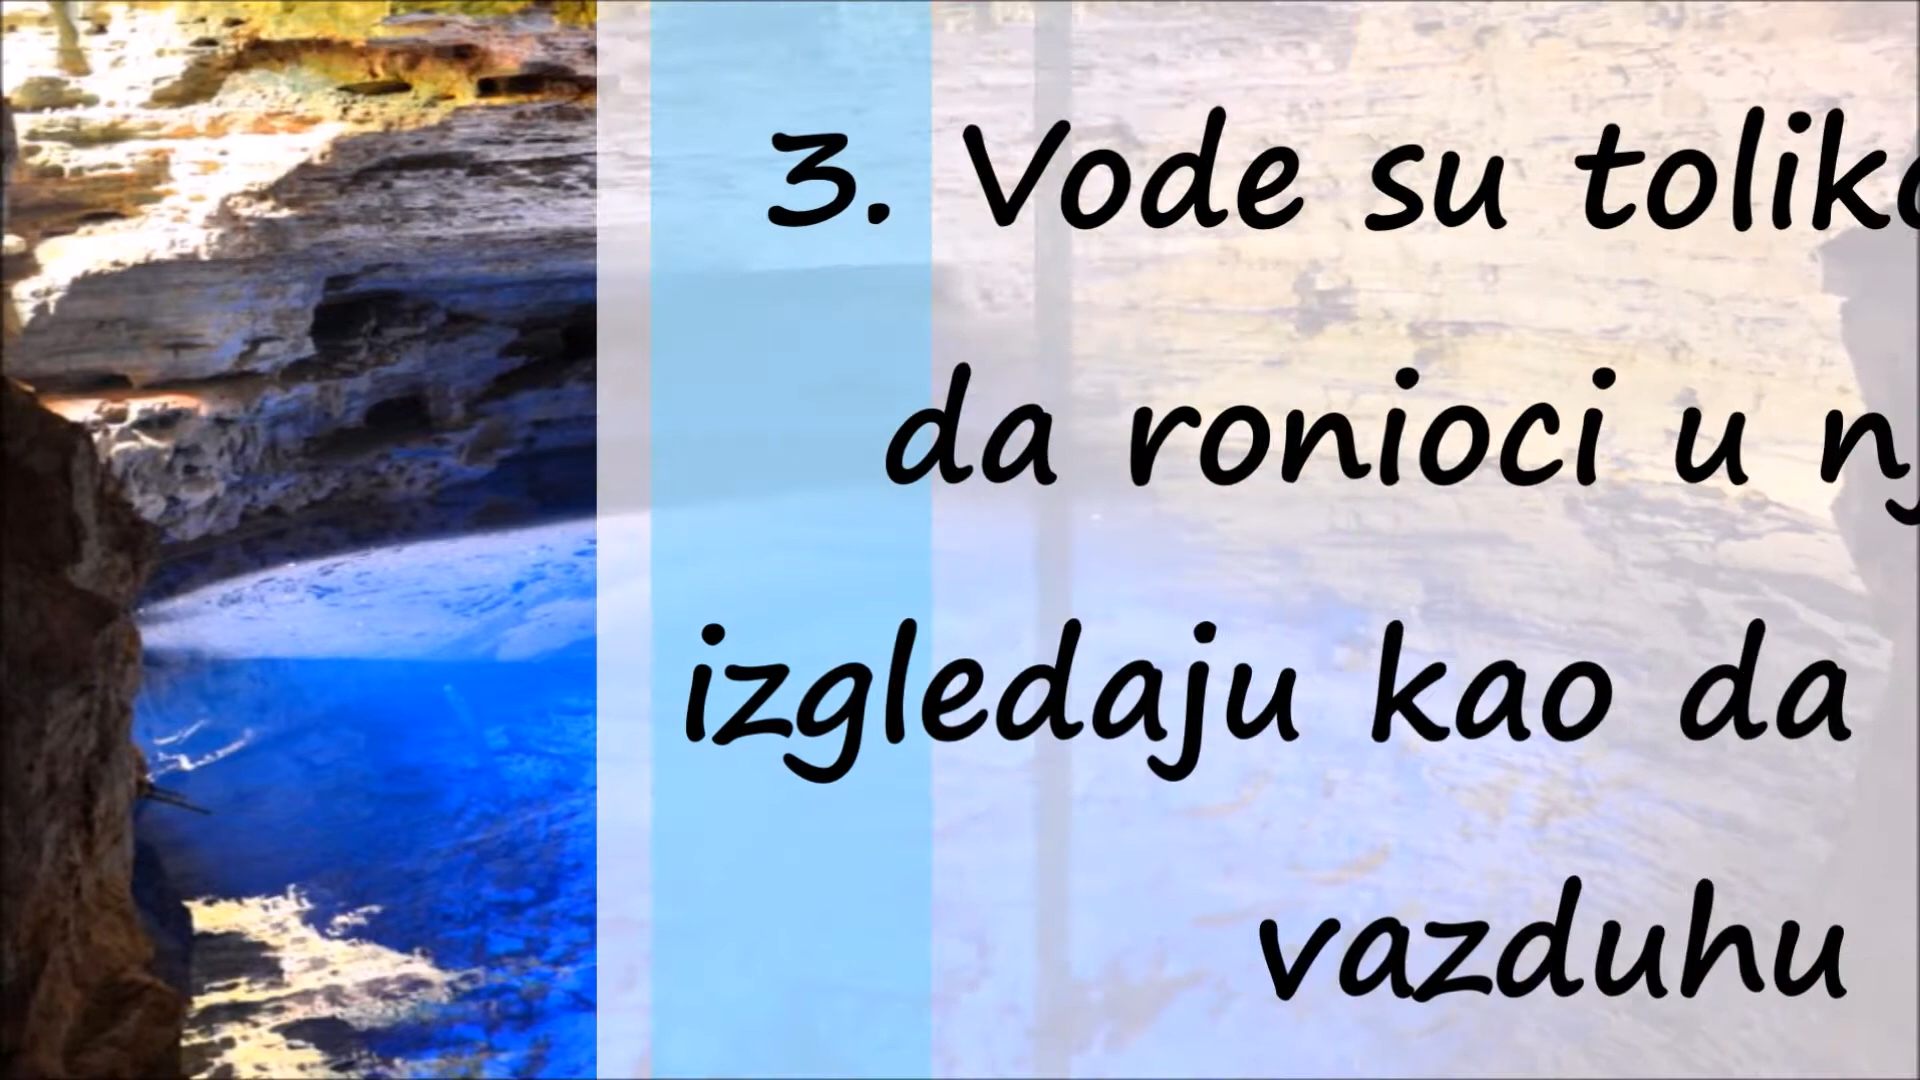 3. Vode su toliko
da ronioci u nj
izgledaju kao da
vazduhu